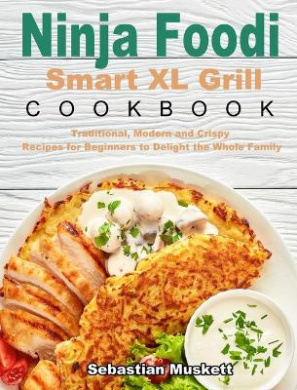 Ninja Foodi
Smart XL Grill
COOKBOOK
Traditional, Modern and Crispy
Recipes for Beginners to Delight the Whole Family
Sebastian Muskett